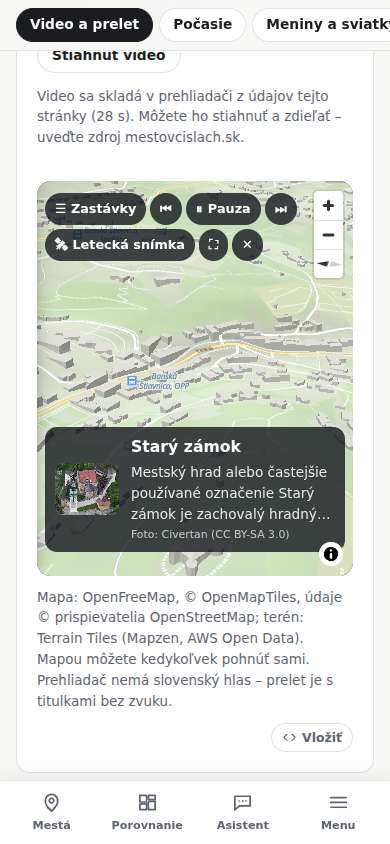 Video a prelet
Počasie
Meniny a sviatky
Stiahnuť video
Video sa skladá v prehliadači z údajov tejto
stránky (28 s). Môžete ho stiahnuť a zdieľať –
uveďte zdroj mestovcislach.sk.
Zastávky
Pauza
Letecká snímka
Banská
Štiavnica, OPP
Starý zámok
Mestský hrad alebo častejšie
používané označenie Starý
zámok je zachovalý hradný…
Foto: Civertan (CC BY-SA 3.0)
Mapa: OpenFreeMap, © OpenMapTiles, údaje
© prispievatelia OpenStreetMap; terén:
Terrain Tiles (Mapzen, AWS Open Data).
Mapou môžete kedykoľvek pohnúť sami.
Prehliadač nemá slovenský hlas – prelet je s
titulkami bez zvuku.
Vložiť
Mestá
Porovnanie
Asistent
Menu